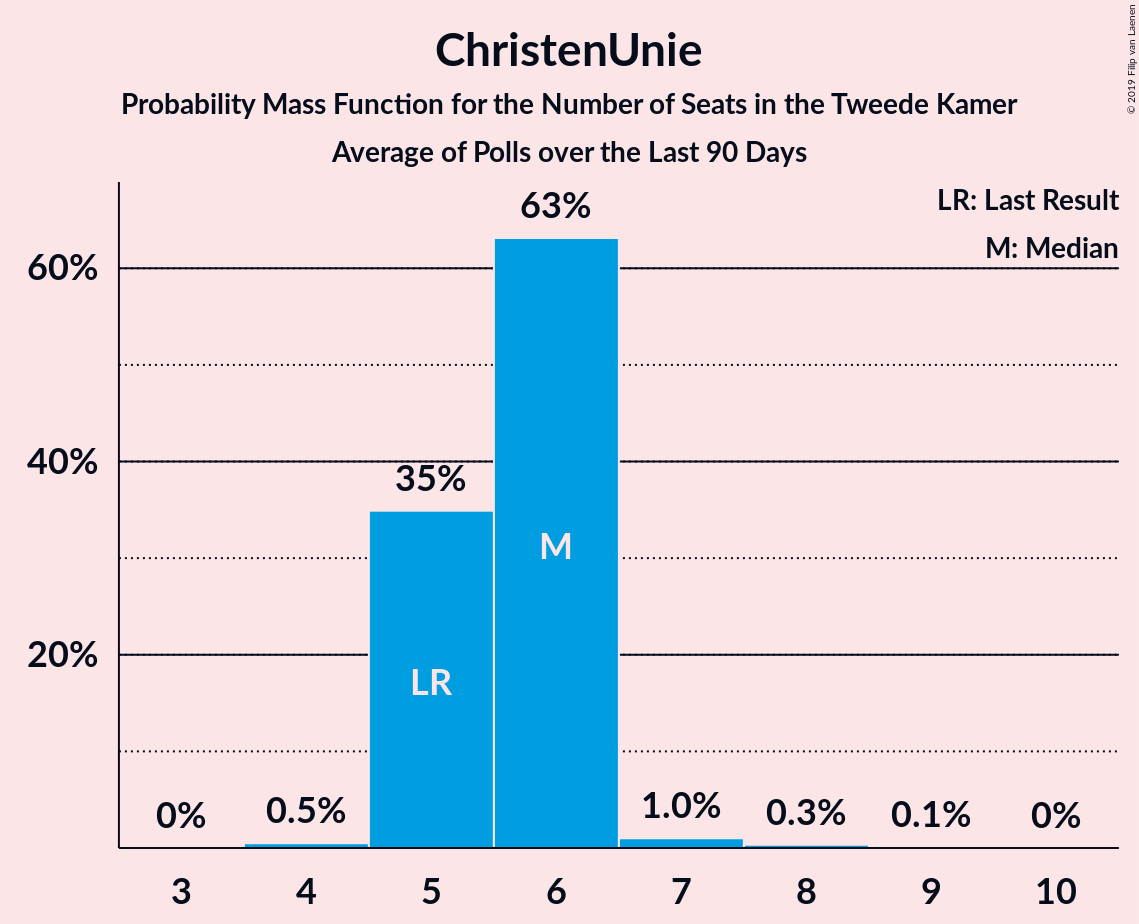 ChristenUnie
Probability Mass Function for the Number of Seats in the Tweede Kamer
Average of Polls over the Last 90 Days
© 2019 Filip van Laenen
LR: Last Result
M: Median
60%
40%
20%
0%
0.5%
35%
63%
1.0%
0.3%
0.1%
0%
LR
M
3 4 5 6 7 8 9 10